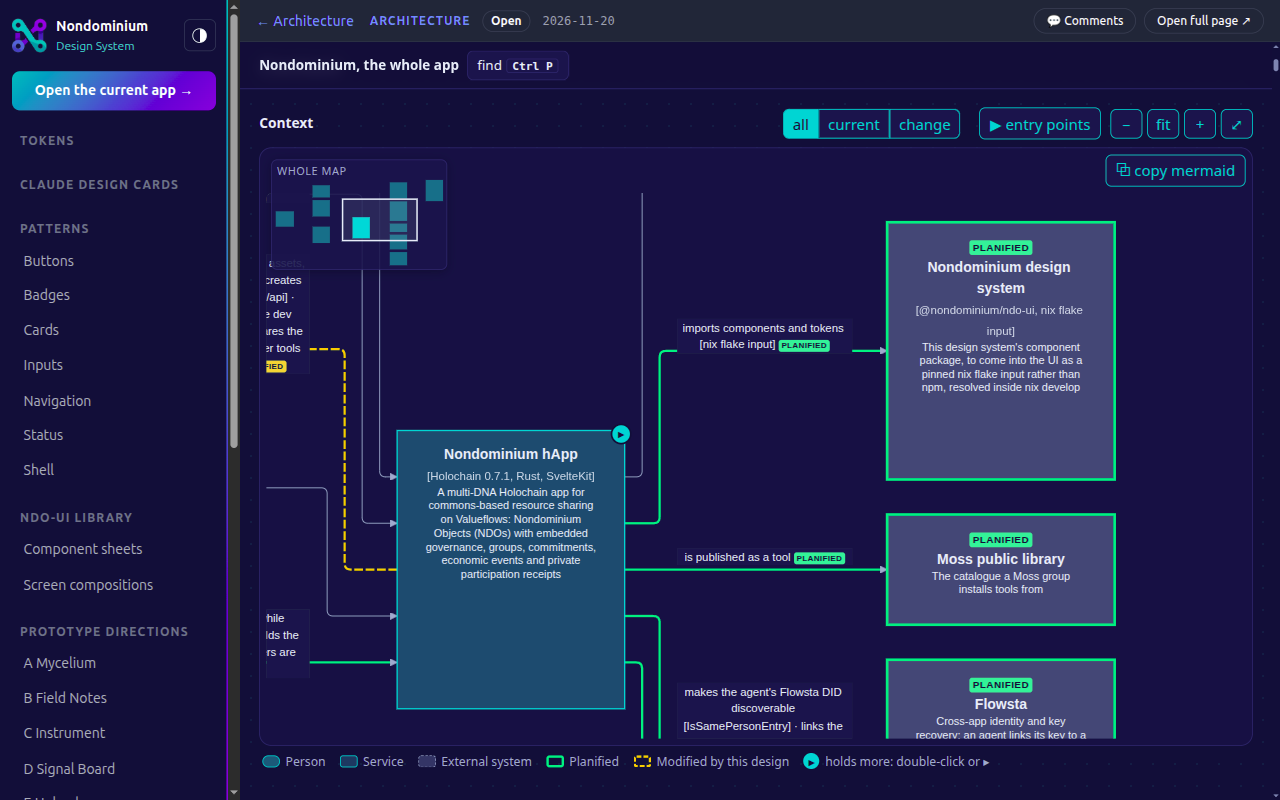 Nondominium
Design System
Open the current app →
TOKENS
CLAUDE DESIGN CARDS
PATTERNS
Buttons
Badges
Cards
Inputs
Navigation
Status
Shell
NDO-UI LIBRARY
Component sheets
Screen compositions
PROTOTYPE DIRECTIONS
A Mycelium
B Field Notes
C Instrument
D Signal Board
← Architecture ARCHITECTURE Open 2026-11-20
💬 Comments Open full page ↗
Nondominium, the whole app find Ctrl P
Context
all current change ▶ entry points − fit + ⤢
copy mermaid
WHOLE MAP
assets,
creates
/api] ·
e dev
ares the
er tools
FIED
hile
lds the
rs are
Nondominium hApp
[Holochain 0.7.1, Rust, SvelteKit]
A multi-DNA Holochain app for
commons-based resource sharing
on Valueflows: Nondominium
Objects (NDOs) with embedded
governance, groups, commitments,
economic events and private
participation receipts
imports components and tokens
[nix flake input] PLANIFIED
is published as a tool PLANIFIED
makes the agent's Flowsta DID
discoverable
[IsSamePersonEntry] · links the
PLANIFIED
Nondominium design
system
[@nondominium/ndo-ui, nix flake
input]
This design system's component
package, to come into the UI as a
pinned nix flake input rather than
npm, resolved inside nix develop
PLANIFIED
Moss public library
The catalogue a Moss group
installs tools from
PLANIFIED
Flowsta
Cross-app identity and key
recovery: an agent links its key to a
Person Service External system Planified Modified by this design holds more: double-click or ▸